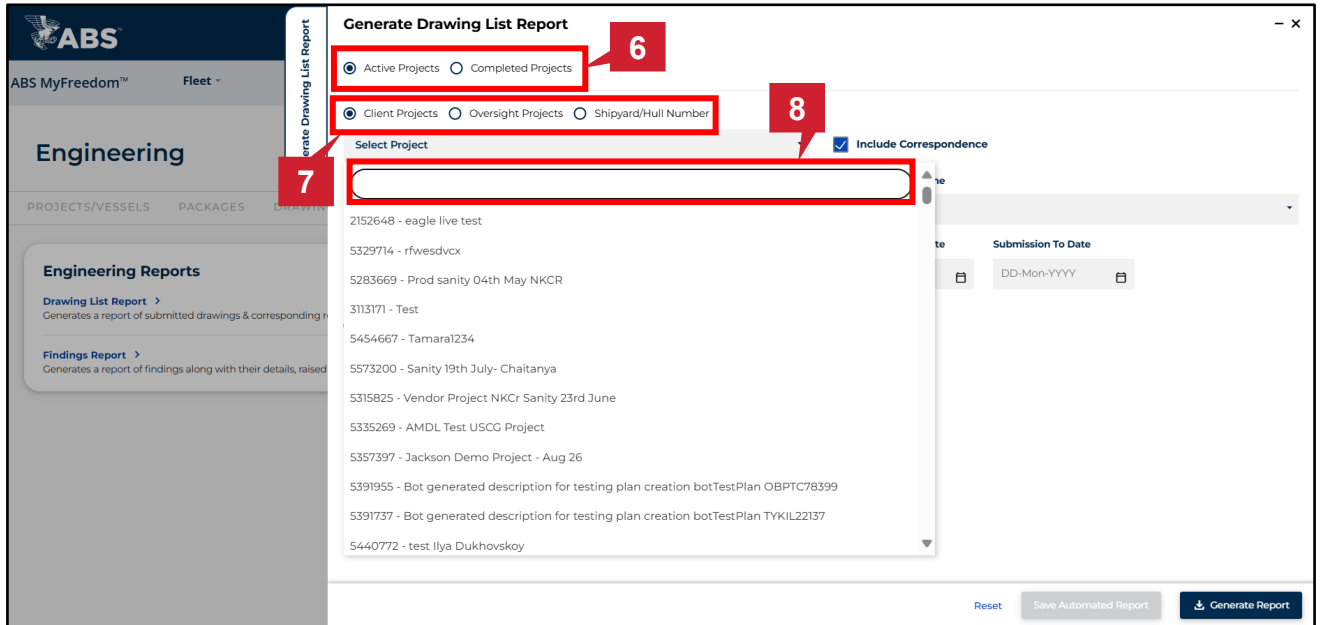 ABS
ABS MyFreedom™
Fleet
Engineering
PROJECTS/VESSELS PACKAGES DRAWIN
Engineering Reports
Drawing List Report >
Generates a report of submitted drawings & corresponding r
Findings Report >
Generates a report of findings along with their details, raised
erate Drawing List Report
Generate Drawing List Report
6
Active Projects Completed Projects
7
Client Projects Oversight Projects Shipyard/Hull Number
8
Select Project
Include Correspondence
2152648 - eagle live test
5329714 - rfwesdvcx
5283669 - Prod sanity 04th May NKCR
3113171 - Test
5454667 - Tamara1234
5573200 - Sanity 19th July- Chaitanya
5315825 - Vendor Project NKCr Sanity 23rd June
5335269 - AMDL Test USCG Project
5357397 - Jackson Demo Project - Aug 26
5391955 - Bot generated description for testing plan creation botTestPlan OBPTC78399
5391737 - Bot generated description for testing plan creation botTestPlan TYKIL22137
5440772 - test Ilya Dukhovskoy
ne
te
Submission To Date
DD-Mon-YYYY
Reset
Save Automated Report
Generate Report